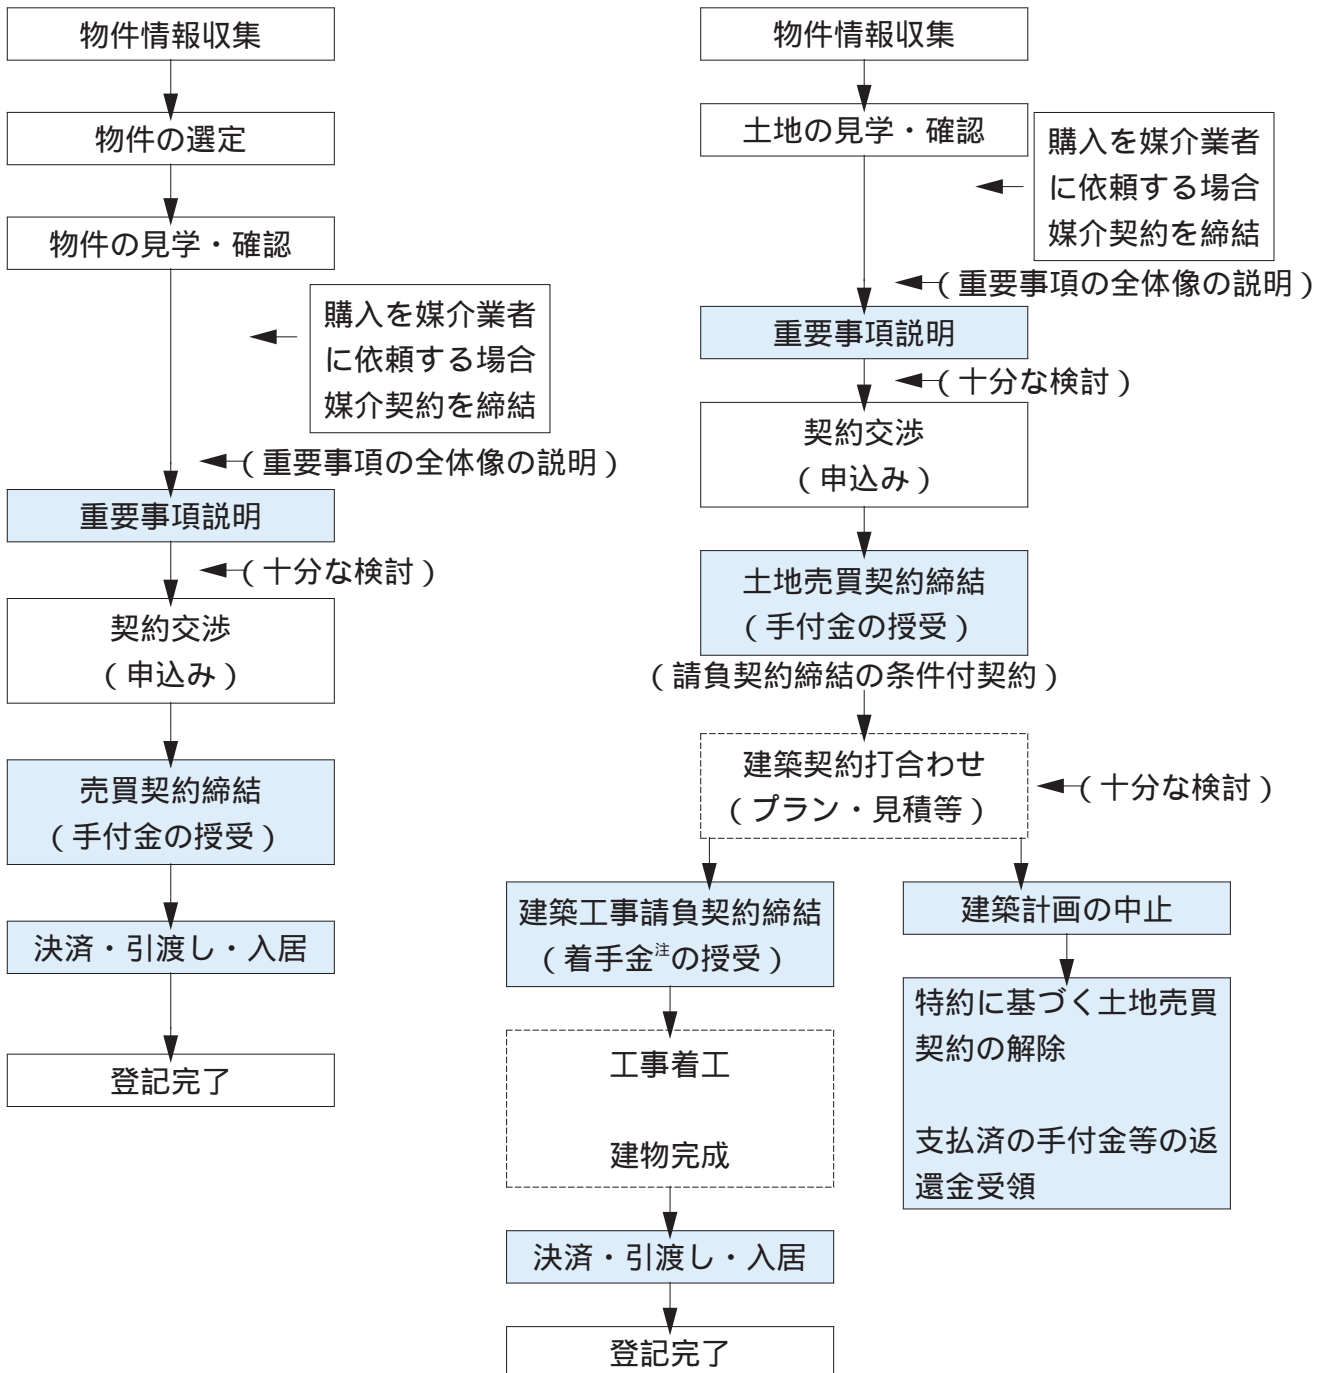 物件情報収集
物件の選定
物件の見学・確認
購入を媒介業者
に依頼する場合
媒介契約を締結
(重要事項の全体像の説明)
重要事項説明
(十分な検討)
契約交渉
(申込み)
売買契約締結
(手付金の授受)
決済・引渡し・入居
登記完了
物件情報収集
土地の見学・確認
購入を媒介業者
に依頼する場合
媒介契約を締結
(重要事項の全体像の説明)
重要事項説明
(十分な検討)
契約交渉
(申込み)
土地売買契約締結
(手付金の授受)
(請負契約締結の条件付契約)
建築契約打合わせ
(プラン・見積等)
(十分な検討)
建築工事請負契約締結
(着手金注の授受)
工事着工
建物完成
決済・引渡し・入居
登記完了
建築計画の中止
特約に基づく土地売買
契約の解除
支払済の手付金等の返
還金受領